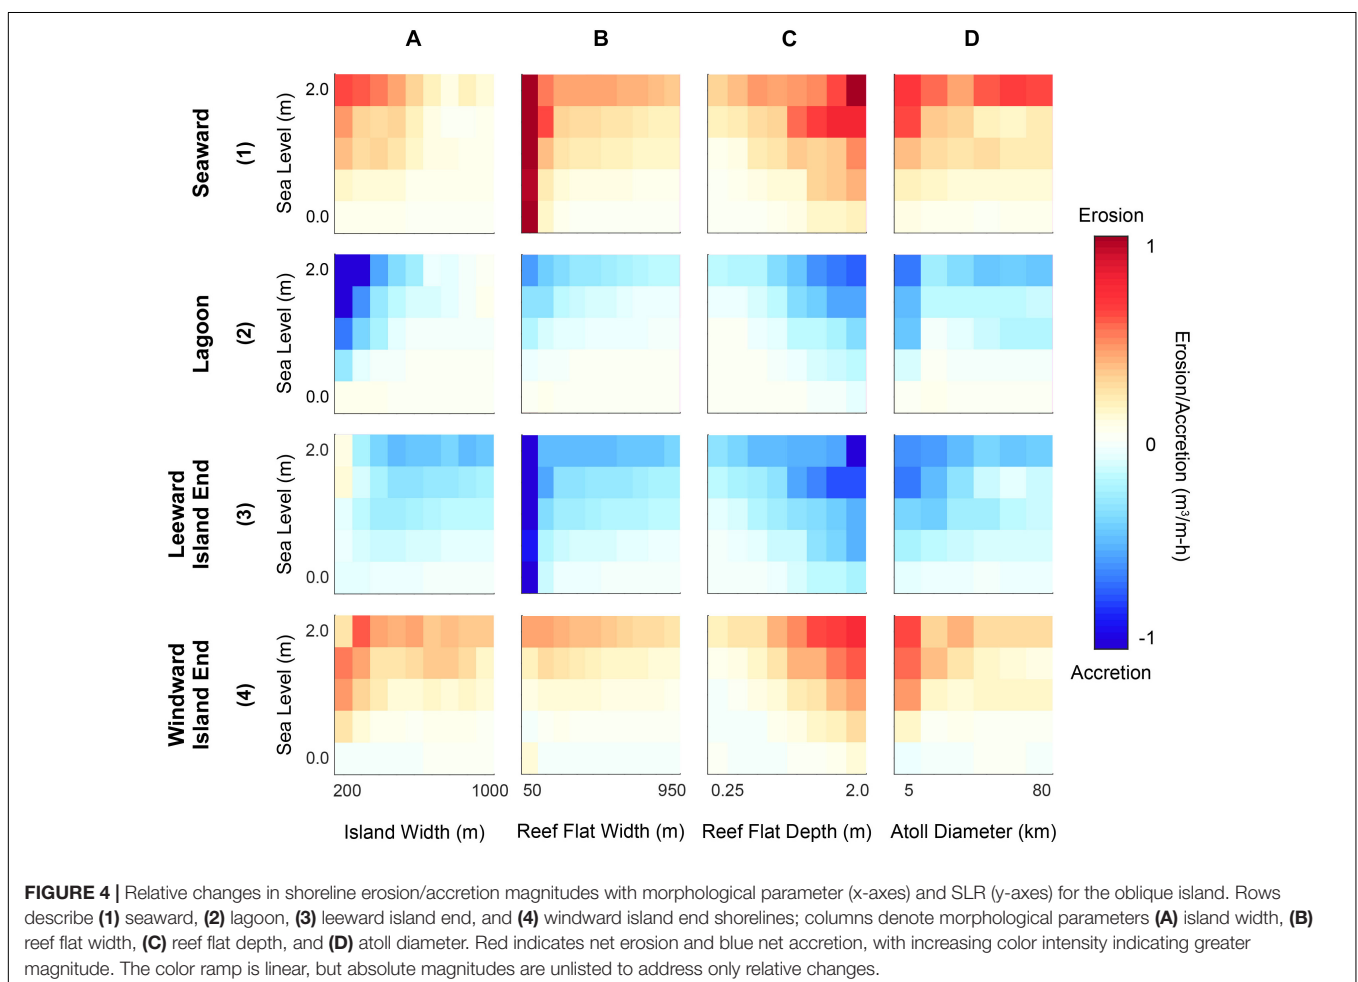 A
B
C
D
Seaward
(1)
Sea Level (m)
2.0
0.0
Lagoon
(2)
Sea Level (m)
2.0
0.0
Leeward
Island End
(3)
Sea Level (m)
2.0
0.0
Windward
Island End
(4)
Sea Level (m)
2.0
0.0
200
1000
50
950
0.25
2.0
5
80
Island Width (m)
Reef Flat Width (m)
Reef Flat Depth (m)
Atoll Diameter (km)
Erosion
1
0
-1
Accretion
Erosion/Accretion (m³/m-h)
FIGURE 4 | Relative changes in shoreline erosion/accretion magnitudes with morphological parameter (x-axes) and SLR (y-axes) for the oblique island. Rows
describe (1) seaward, (2) lagoon, (3) leeward island end, and (4) windward island end shorelines; columns denote morphological parameters (A) island width, (B)
reef flat width, (C) reef flat depth, and (D) atoll diameter. Red indicates net erosion and blue net accretion, with increasing color intensity indicating greater
magnitude. The color ramp is linear, but absolute magnitudes are unlisted to address only relative changes.